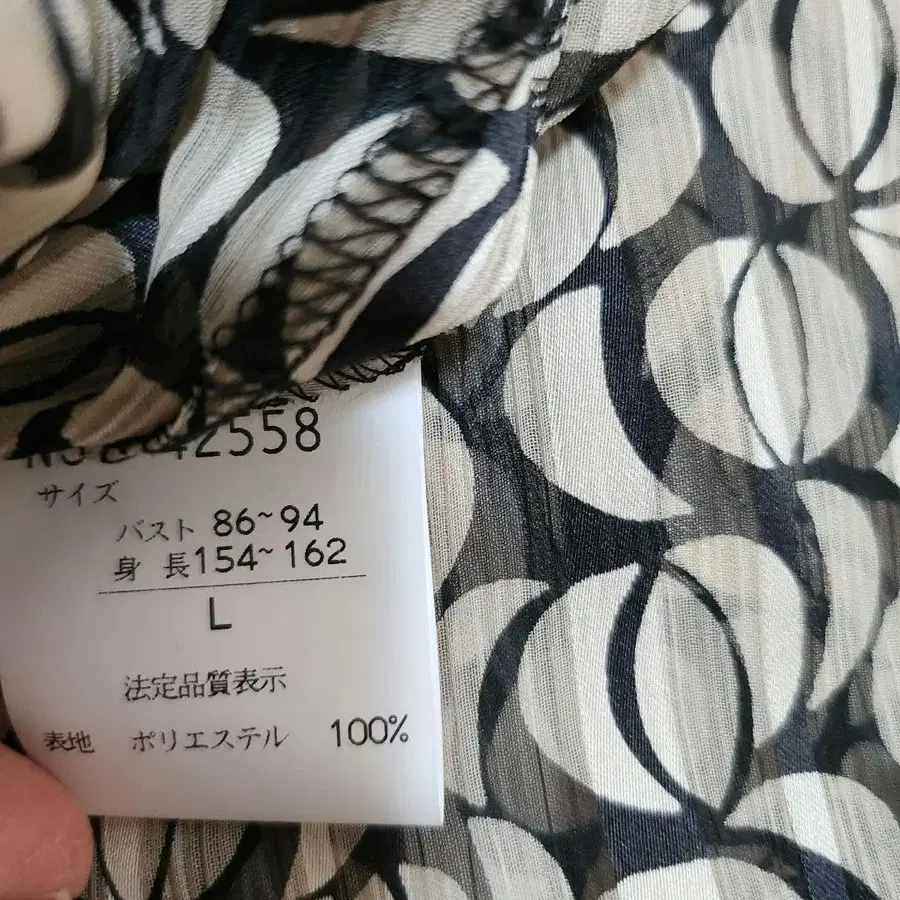 42558
サイズ
バスト 86~94
身 長154~162
L
法定品質表示
表地 ポリエステル 100%